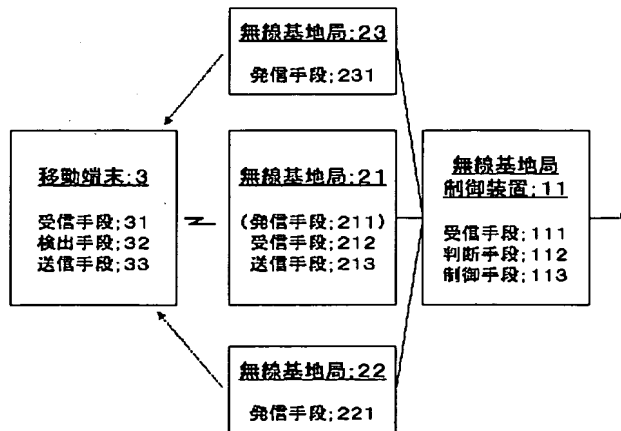 無線基地局:23
発信手段;231
移動端末:3
受信手段;31
検出手段;32
送信手段;33
無線基地局:21
(発信手段;211)
受信手段;212
送信手段;213
無線基地局
制御装置:11
受信手段;111
判断手段;112
制御手段;113
無線基地局:22
発信手段;221